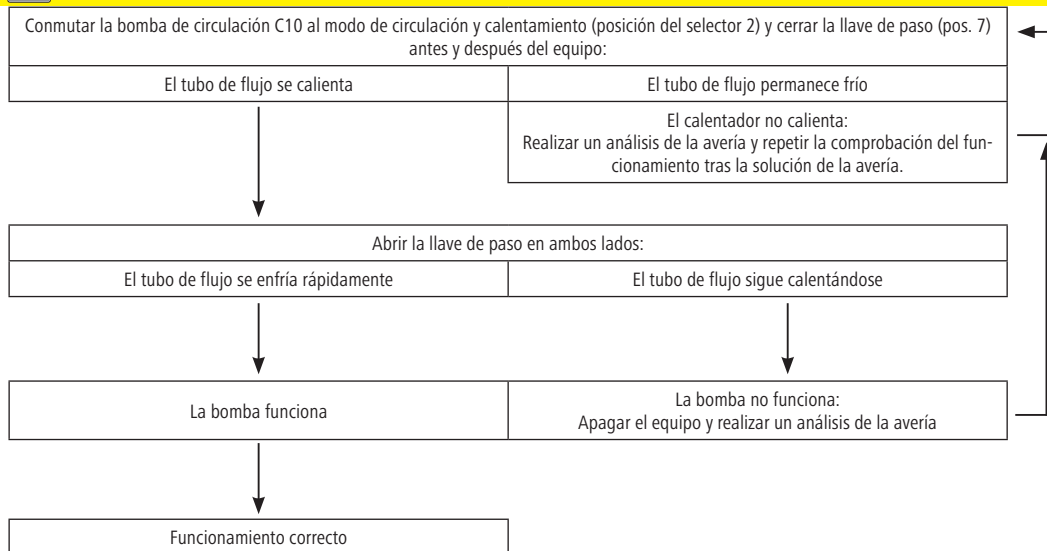 Conmutar la bomba de circulación C10 al modo de circulación y calentamiento (posición del selector 2) y cerrar la llave de paso (pos. 7)
antes y después del equipo:
El tubo de flujo se calienta
El tubo de flujo permanece frío
El calentador no calienta:
Realizar un análisis de la avería y repetir la comprobación del fun-
cionamiento tras la solución de la avería.
Abrir la llave de paso en ambos lados:
El tubo de flujo se enfría rápidamente
El tubo de flujo sigue calentándose
La bomba funciona
La bomba no funciona:
Apagar el equipo y realizar un análisis de la avería
Funcionamiento correcto